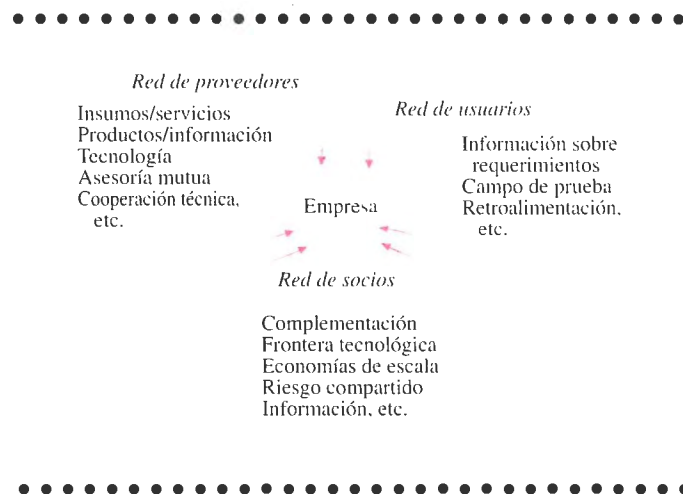 Red de proveedores
Insumos/servicios
Productos/información
Tecnología
Asesoría mutua
Cooperación técnica,
etc.
Red de usuarios
Información sobre
requerimientos
Campo de prueba
Retroalimentación,
etc.
Empresa
Red de socios
Complementación
Frontera tecnológica
Economías de escala
Riesgo compartido
Información, etc.